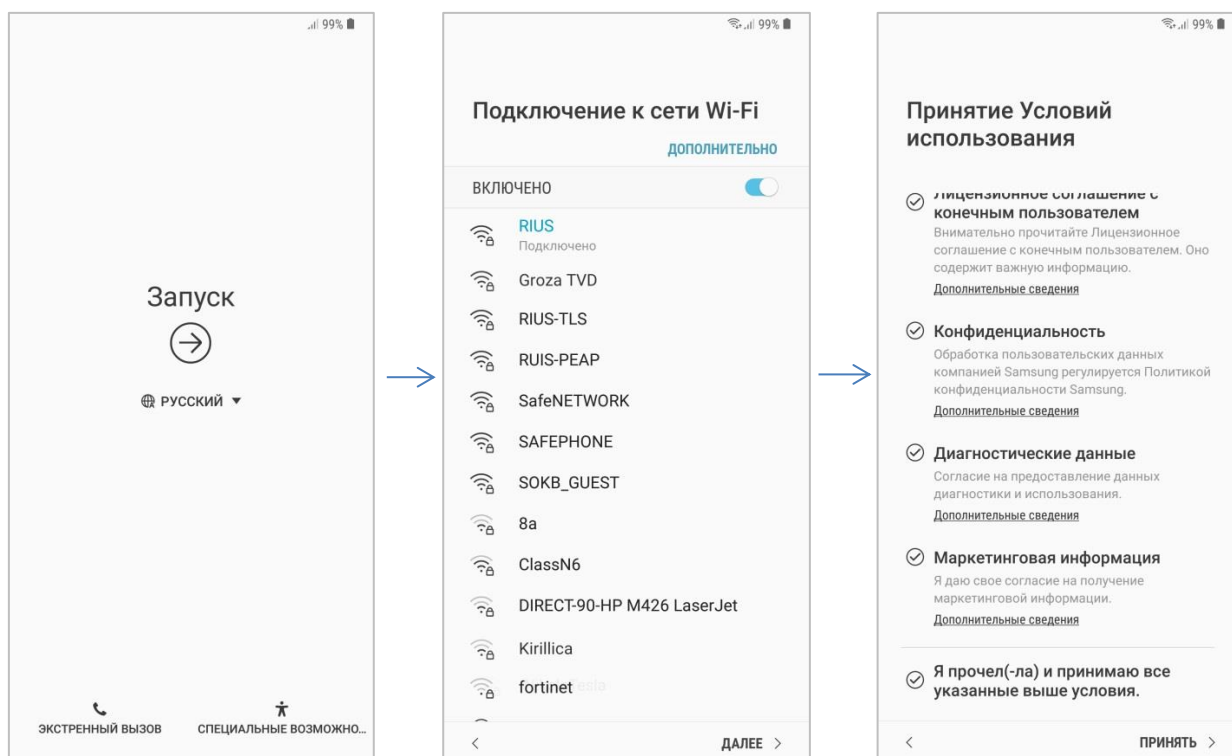 99%
Запуск
РУССКИЙ
ЭКСТРЕННЫЙ ВЫЗОВ
СПЕЦИАЛЬНЫЕ ВОЗМОЖНО...
99%
Подключение к сети Wi-Fi
ДОПОЛНИТЕЛЬНО
ВКЛЮЧЕНО
RIUS
Подключено
Groza TVD
RIUS-TLS
RUIS-PEAP
SafeNETWORK
SAFEPHONE
SOKB_GUEST
8a
ClassN6
DIRECT-90-HP M426 LaserJet
Kirillica
fortinet
ДАЛЕЕ
99%
Принятие Условий
использования
Лицензионное соглашение с
конечным пользователем
Внимательно прочитайте Лицензионное
соглашение с конечным пользователем. Оно
содержит важную информацию.
Дополнительные сведения
Конфиденциальность
Обработка пользовательских данных
компанией Samsung регулируется Политикой
конфиденциальности Samsung.
Дополнительные сведения
Диагностические данные
Согласие на предоставление данных
диагностики и использования.
Дополнительные сведения
Маркетинговая информация
Я даю свое согласие на получение
маркетинговой информации.
Дополнительные сведения
Я прочел(-ла) и принимаю все
указанные выше условия.
ПРИНЯТЬ